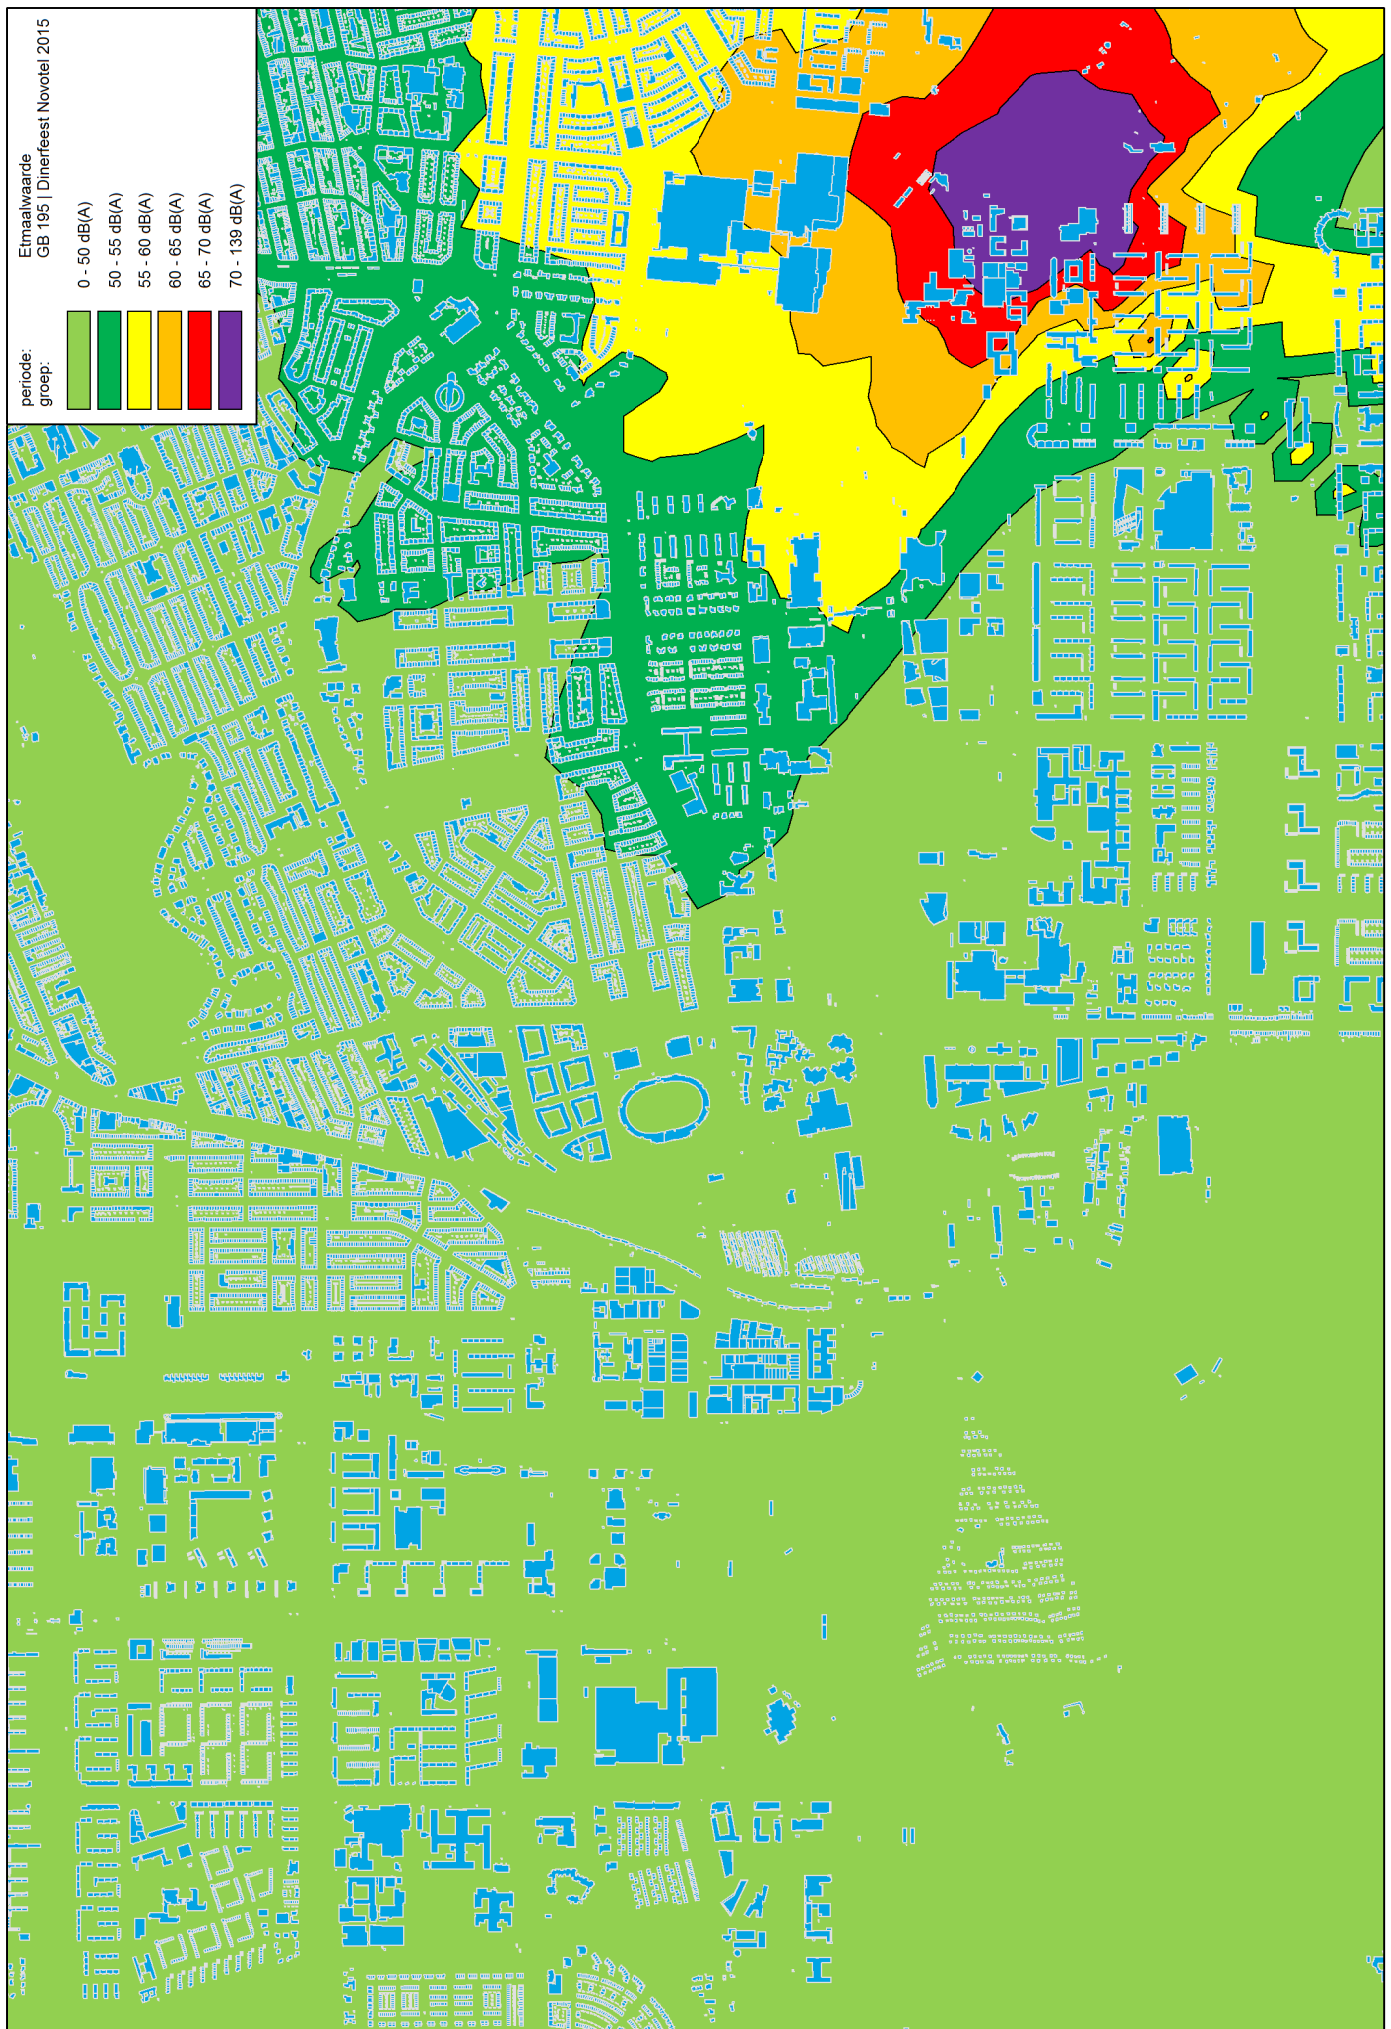 periode: Etmaalwaarde
groep: GB 195 | Dinerfeest Novotel 2015
0 - 50 dB(A)
50 - 55 dB(A)
55 - 60 dB(A)
60 - 65 dB(A)
65 - 70 dB(A)
70 - 139 dB(A)